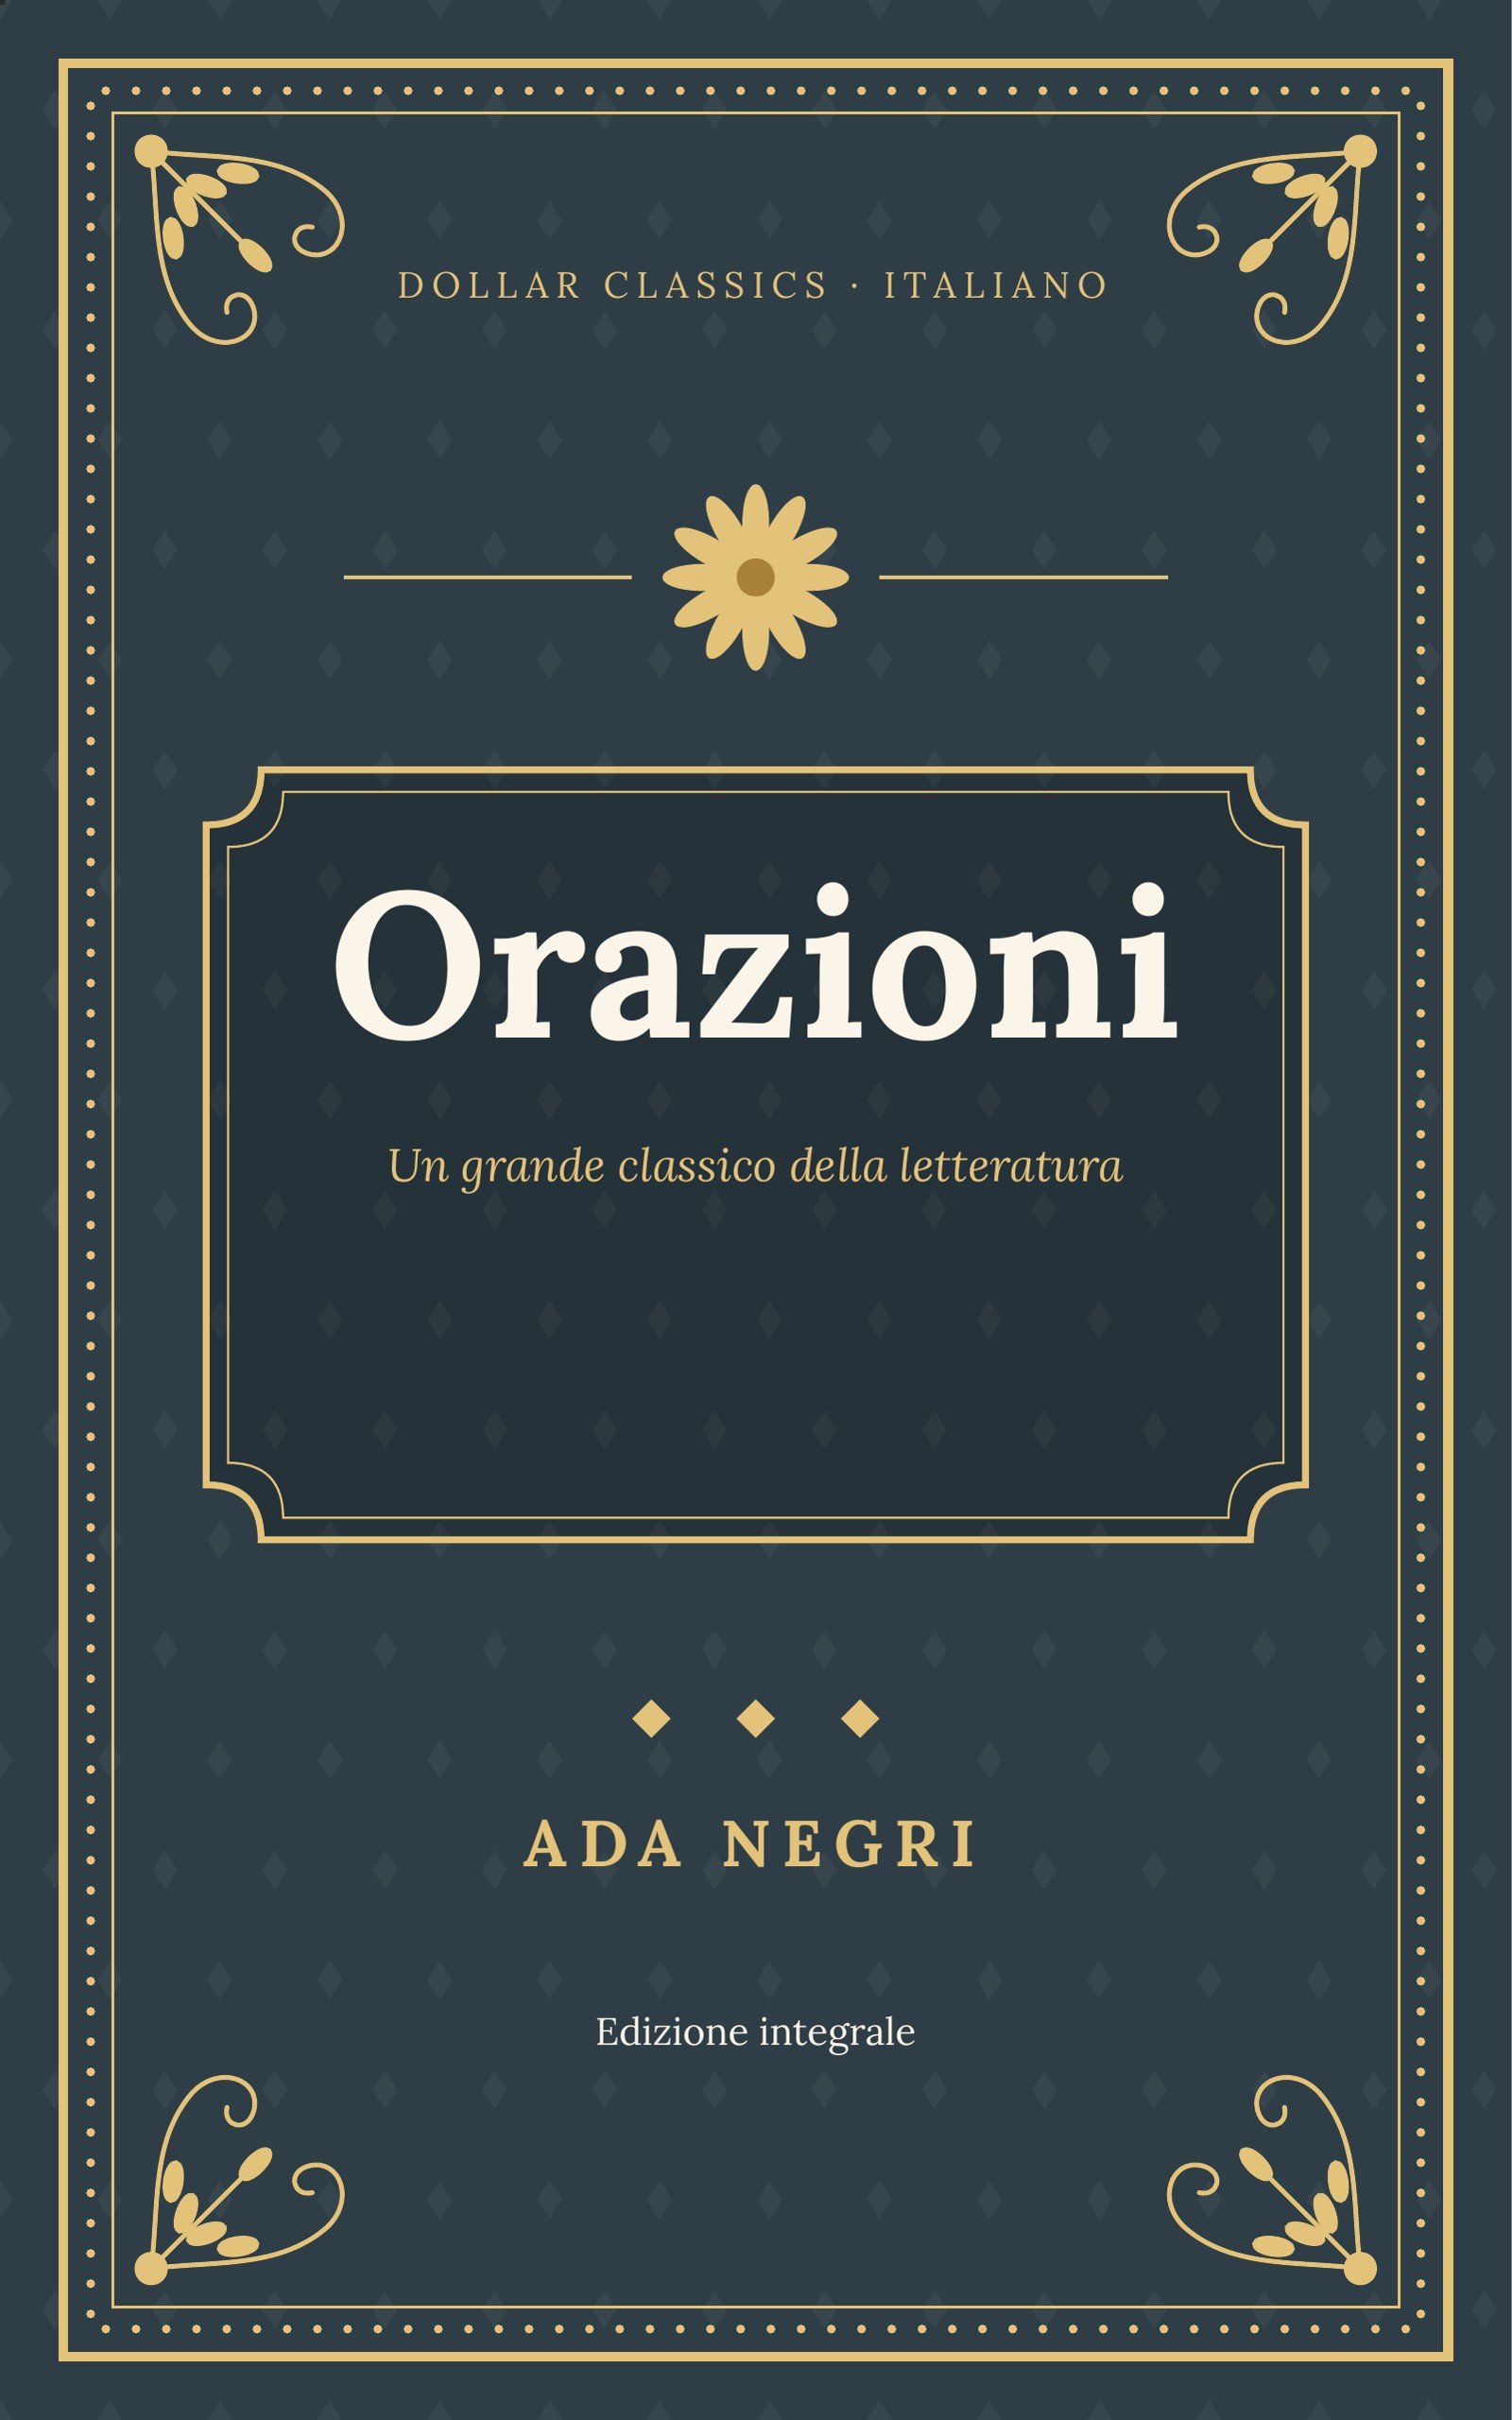 DOLLAR CLASSICS · ITALIANO
Orazioni
Un grande classico della letteratura
ADA NEGRI
Edizione integrale